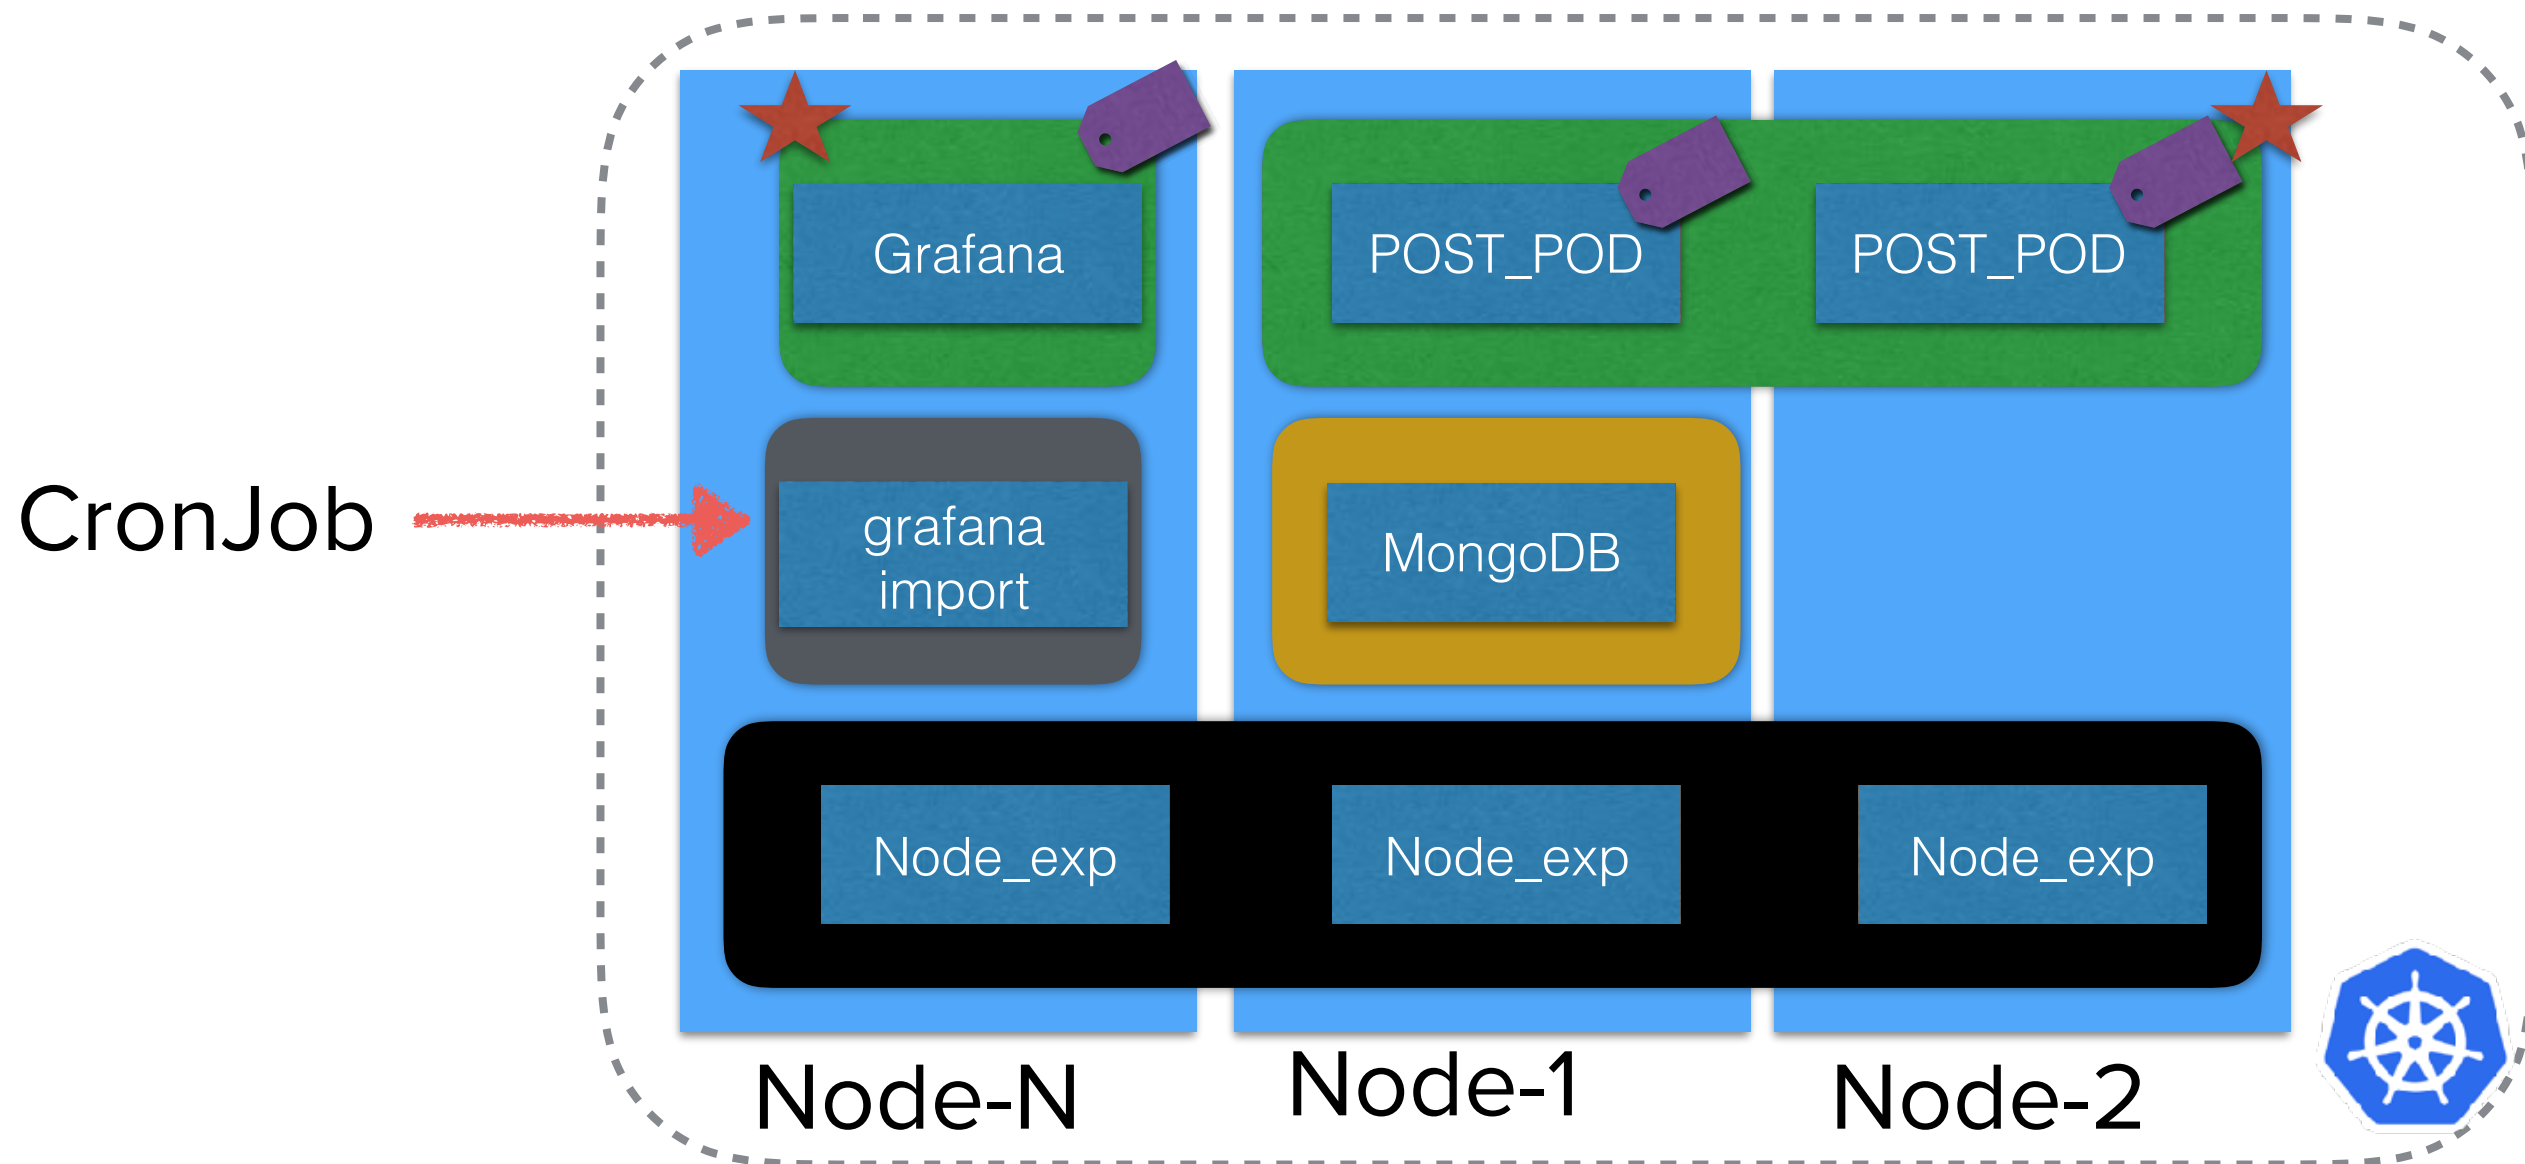 Grafana
POST_POD
POST_POD
CronJob
grafana
import
MongoDB
Node_exp
Node_exp
Node_exp
Node-N
Node-1
Node-2